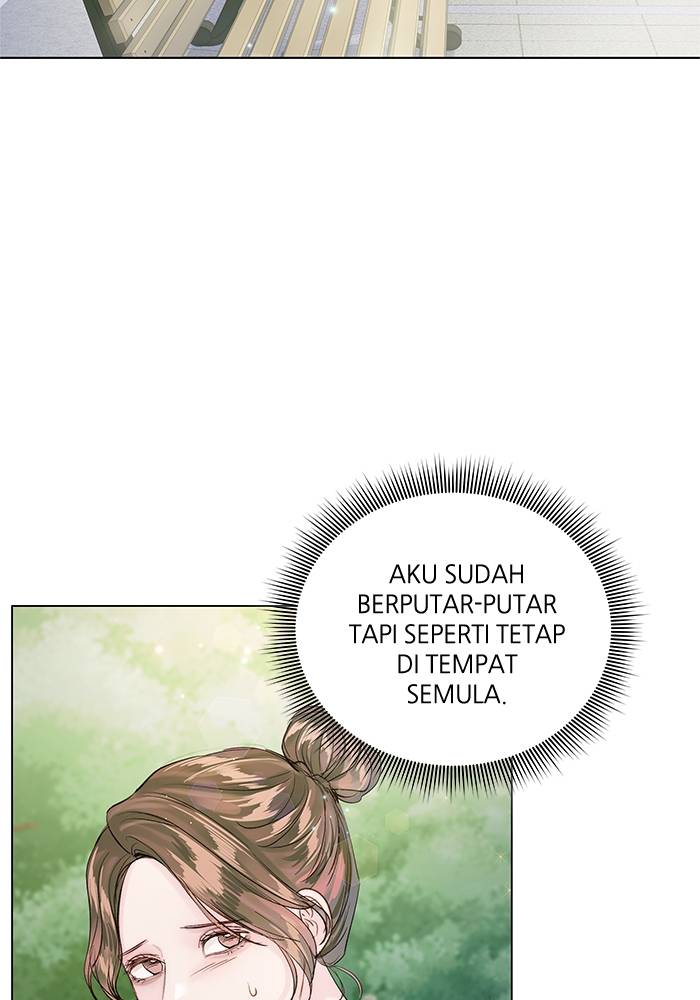 AKU SUDAH
BERPUTAR-PUTAR
TAPI SEPERTI TETAP
DI TEMPAT
SEMULA.